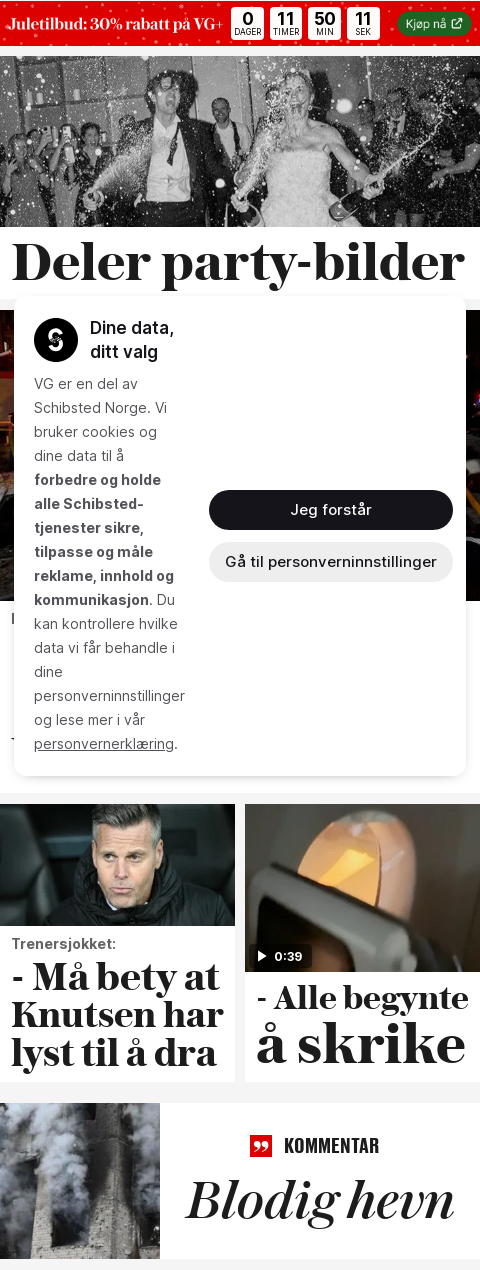 Juletilbud: 30% rabatt på VG+
0
DAGER
11
TIMER
50
MIN
11
SEK
Kjøp nå
Deler party-bilder
Dine data,
ditt valg
VG er en del av
Schibsted Norge. Vi
bruker cookies og
dine data til å
forbedre og holde
alle Schibsted-
tjenester sikre,
tilpasse og måle
reklame, innhold og
kommunikasjon. Du
kan kontrollere hvilke
data vi får behandle i
dine
personverninnstillinger
og lese mer i vår
personvernerklæring.
Jeg forstår
Gå til personverninnstillinger
Trenersjokket:
- Må bety at
Knutsen har
lyst til å dra
0:39
- Alle begynte
å skrike
KOMMENTAR
Blodig hevn